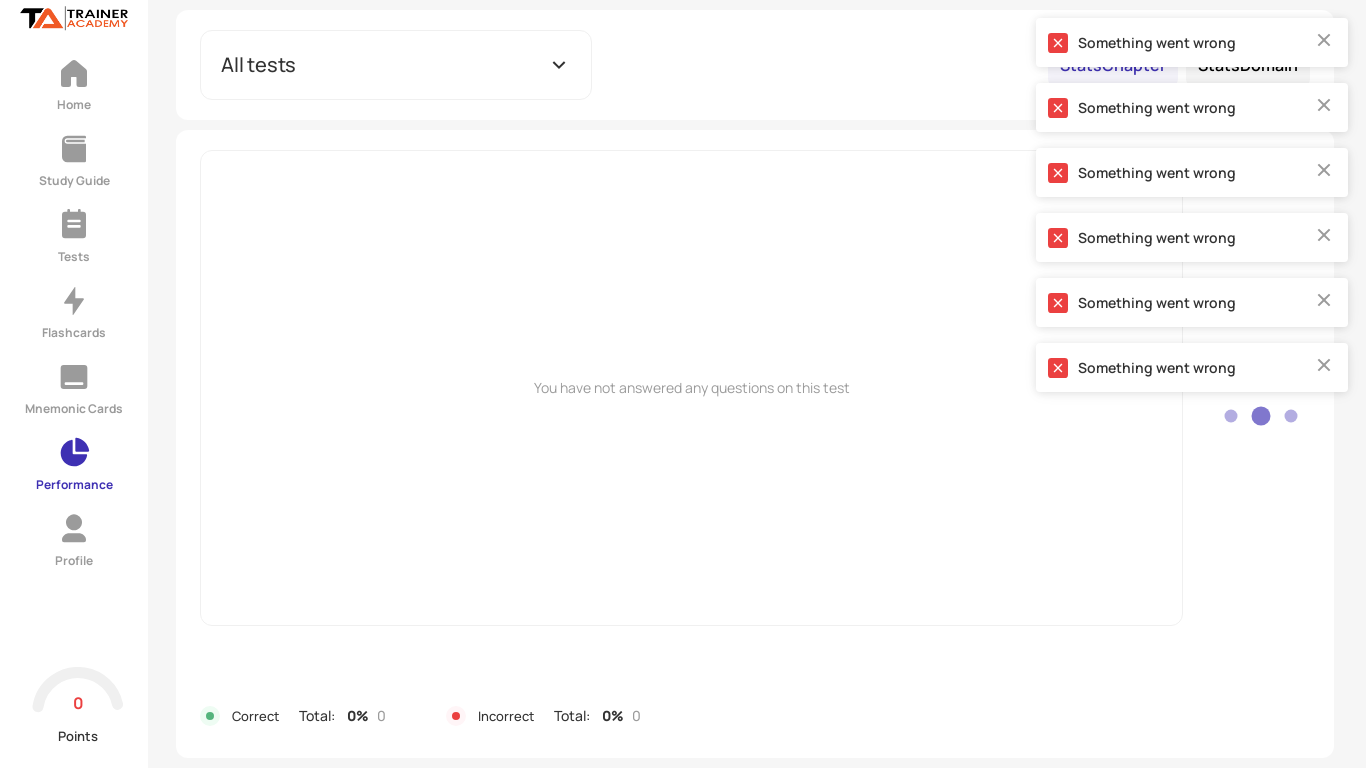 TRAINER
ACADEMY
Home
Study Guide
Tests
Flashcards
Mnemonic Cards
Performance
Profile
0
Points
All tests
StatsChapter
StatsDomain
Something went wrong
Something went wrong
Something went wrong
Something went wrong
Something went wrong
Something went wrong
You have not answered any questions on this test
Correct Total: 0% 0 Incorrect Total: 0% 0